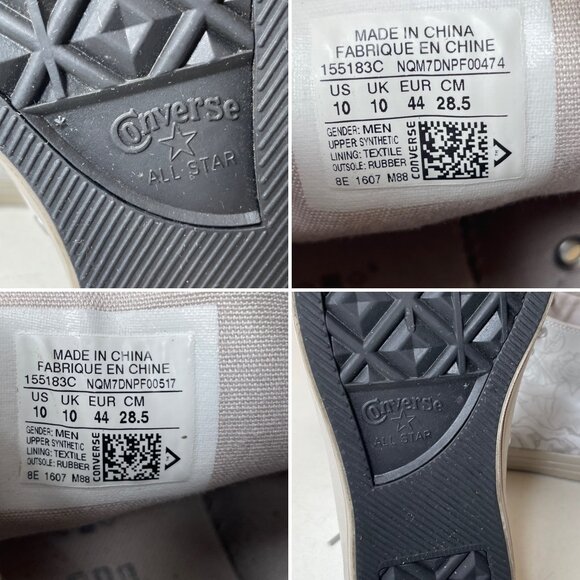 Converse
ALL STAR
MADE IN CHINA
FABRIQUE EN CHINE
155183C NQM7DNPF00474
US UK EUR CM
10 10 44 28.5
GENDER: MEN
UPPER SYNTHETIC
LINING: TEXTILE
OUTSOLE: RUBBER
CONVERSE
8E 1607 M88
MADE IN CHINA
FABRIQUE EN CHINE
155183C NQM7DNPF00517
US UK EUR CM
10 10 44 28.5
GENDER: MEN
UPPER SYNTHETIC
LINING: TEXTILE
OUTSOLE: RUBBER
CONVERSE
8E 1607 M88
Converse
ALL STAR